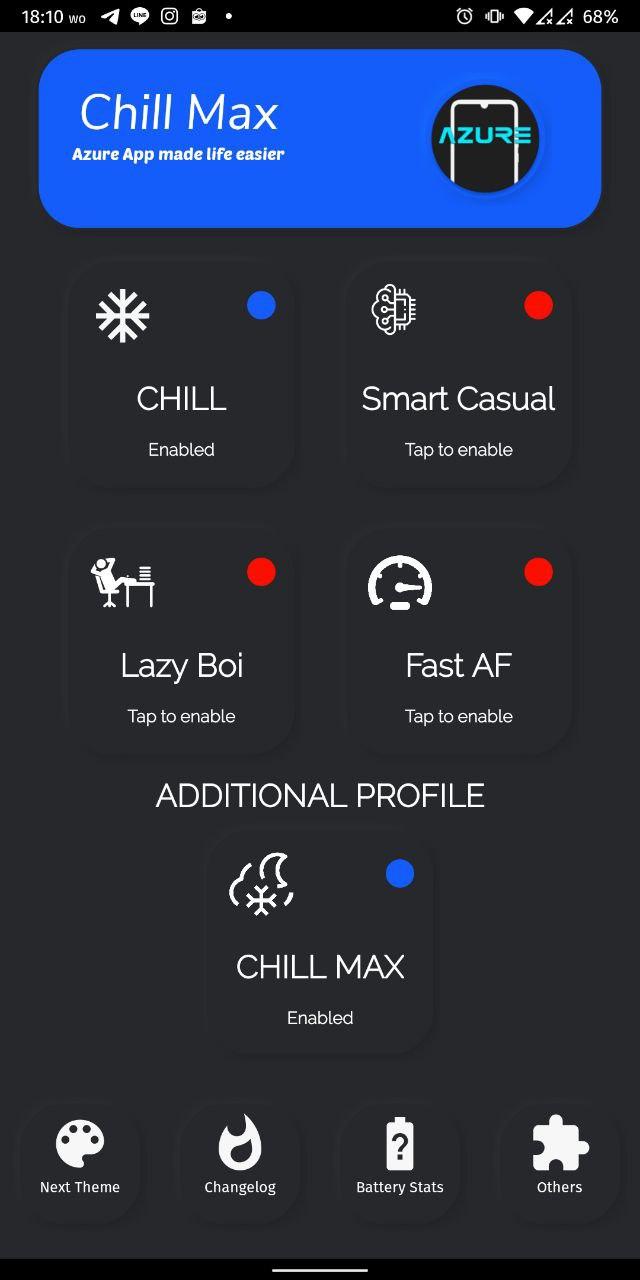 18:10 wo
LINE
68%
Chill Max
Azure App made life easier
AZURE
CHILL
Enabled
Smart Casual
Tap to enable
Lazy Boi
Tap to enable
Fast AF
Tap to enable
ADDITIONAL PROFILE
CHILL MAX
Enabled
?
Next Theme
Changelog
Battery Stats
Others